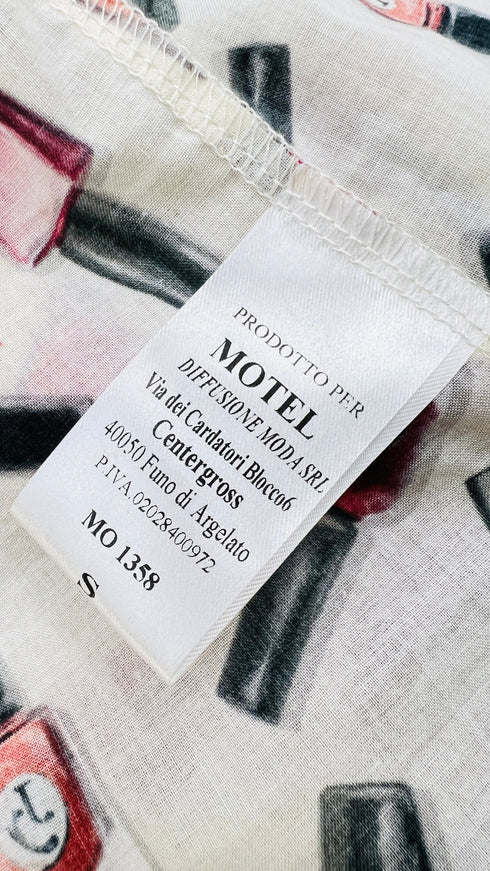 PRODOTTO PER
MOTEL
DIFFUSIONE MODA SRL
Via dei Cardatori Blocco6
Centergross
40050 Funo di Argelato
P.IVA.02028400972
MO 1358
S